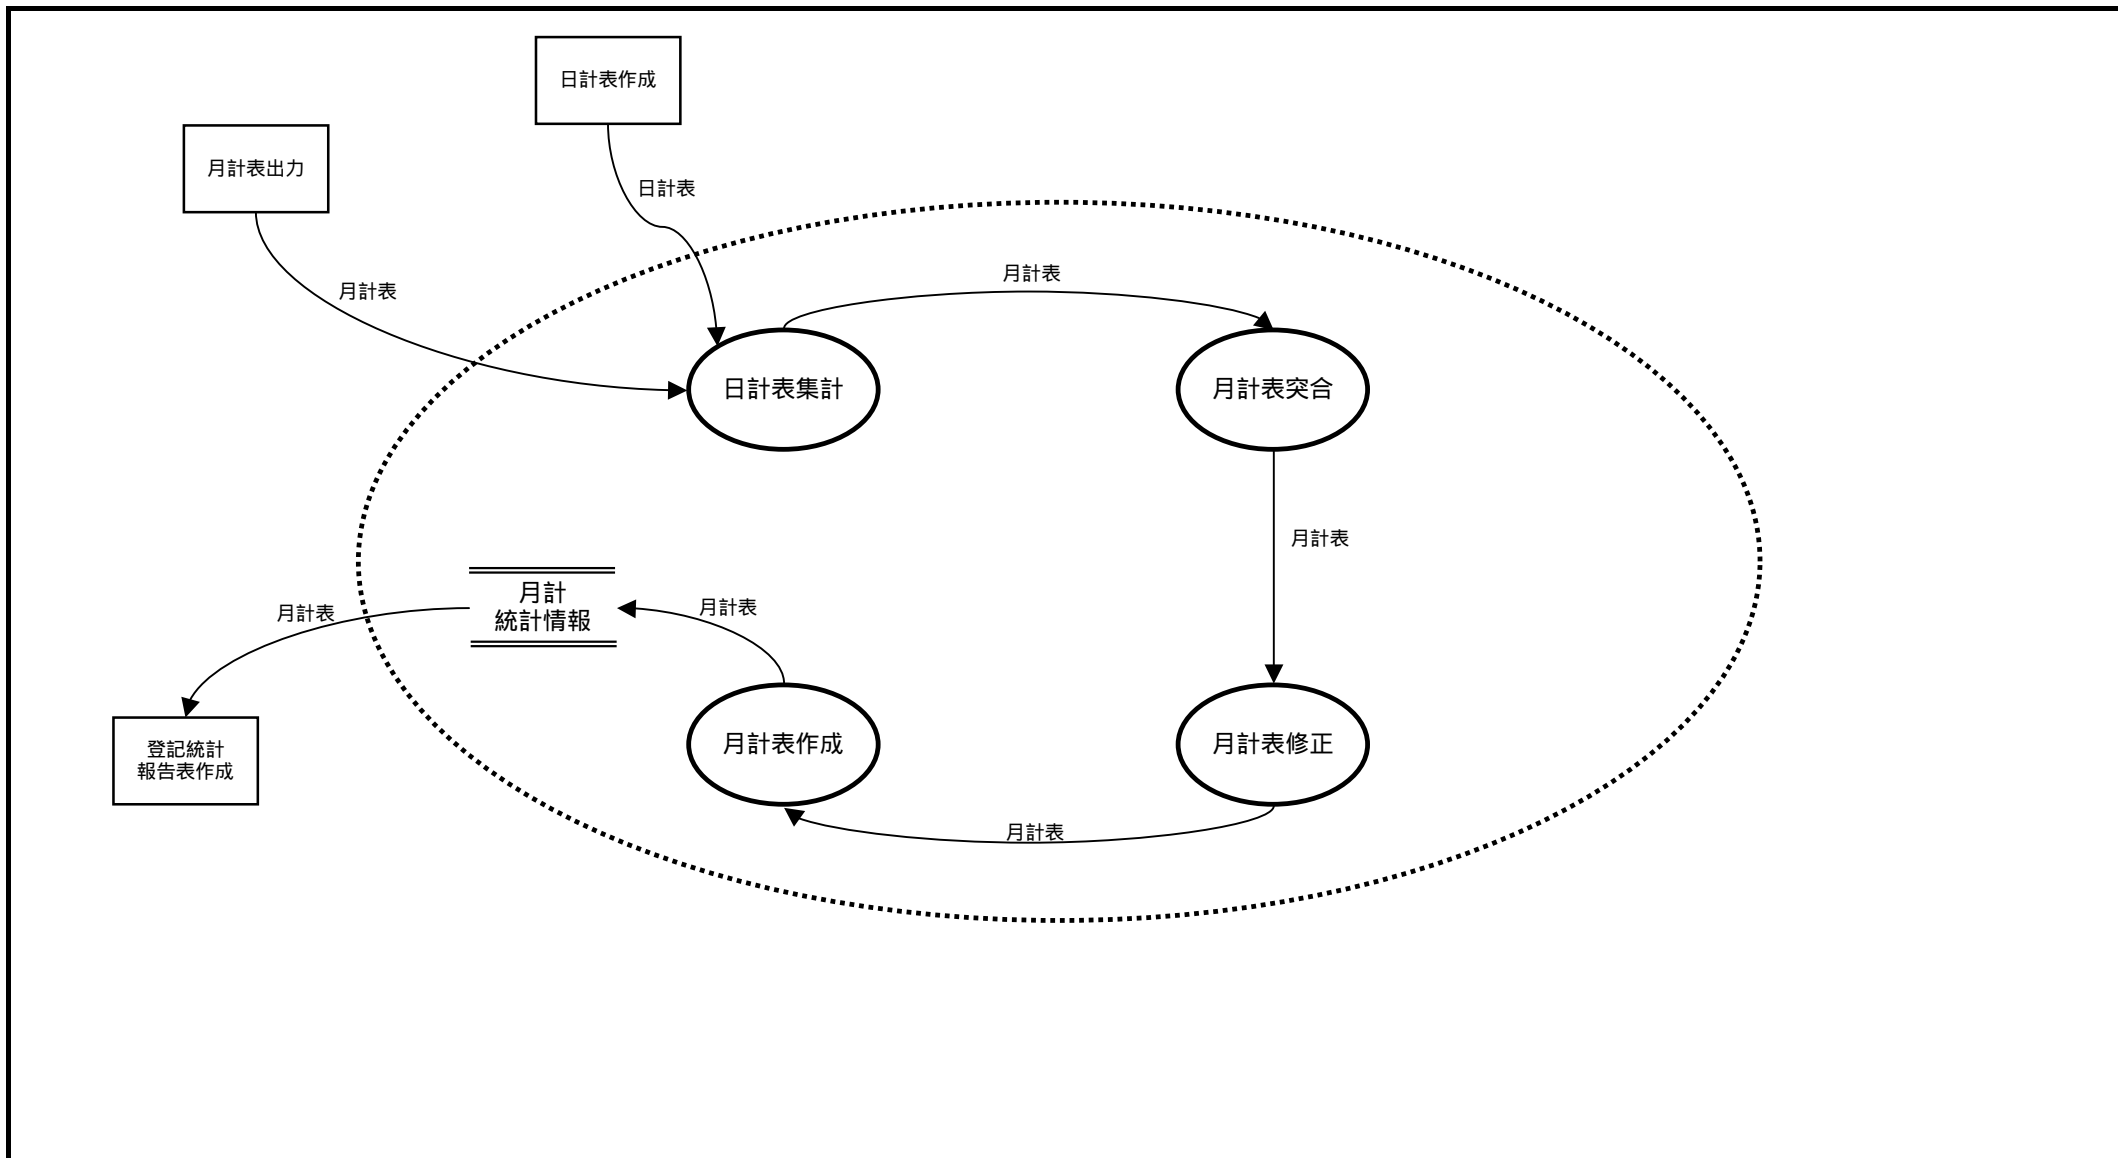 日計表作成
月計表出力
日計表
月計表
月計表
日計表集計
月計表突合
月計表
月計
統計情報
月計表
月計表
登記統計
報告表作成
月計表作成
月計表修正
月計表